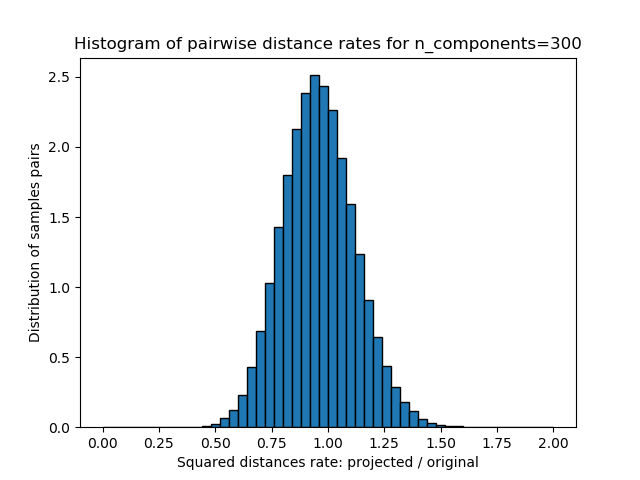 Histogram of pairwise distance rates for n_components=300
Distribution of samples pairs
2.5
2.0
1.5
1.0
0.5
0.0
0.00 0.25 0.50 0.75 1.00 1.25 1.50 1.75 2.00
Squared distances rate: projected / original